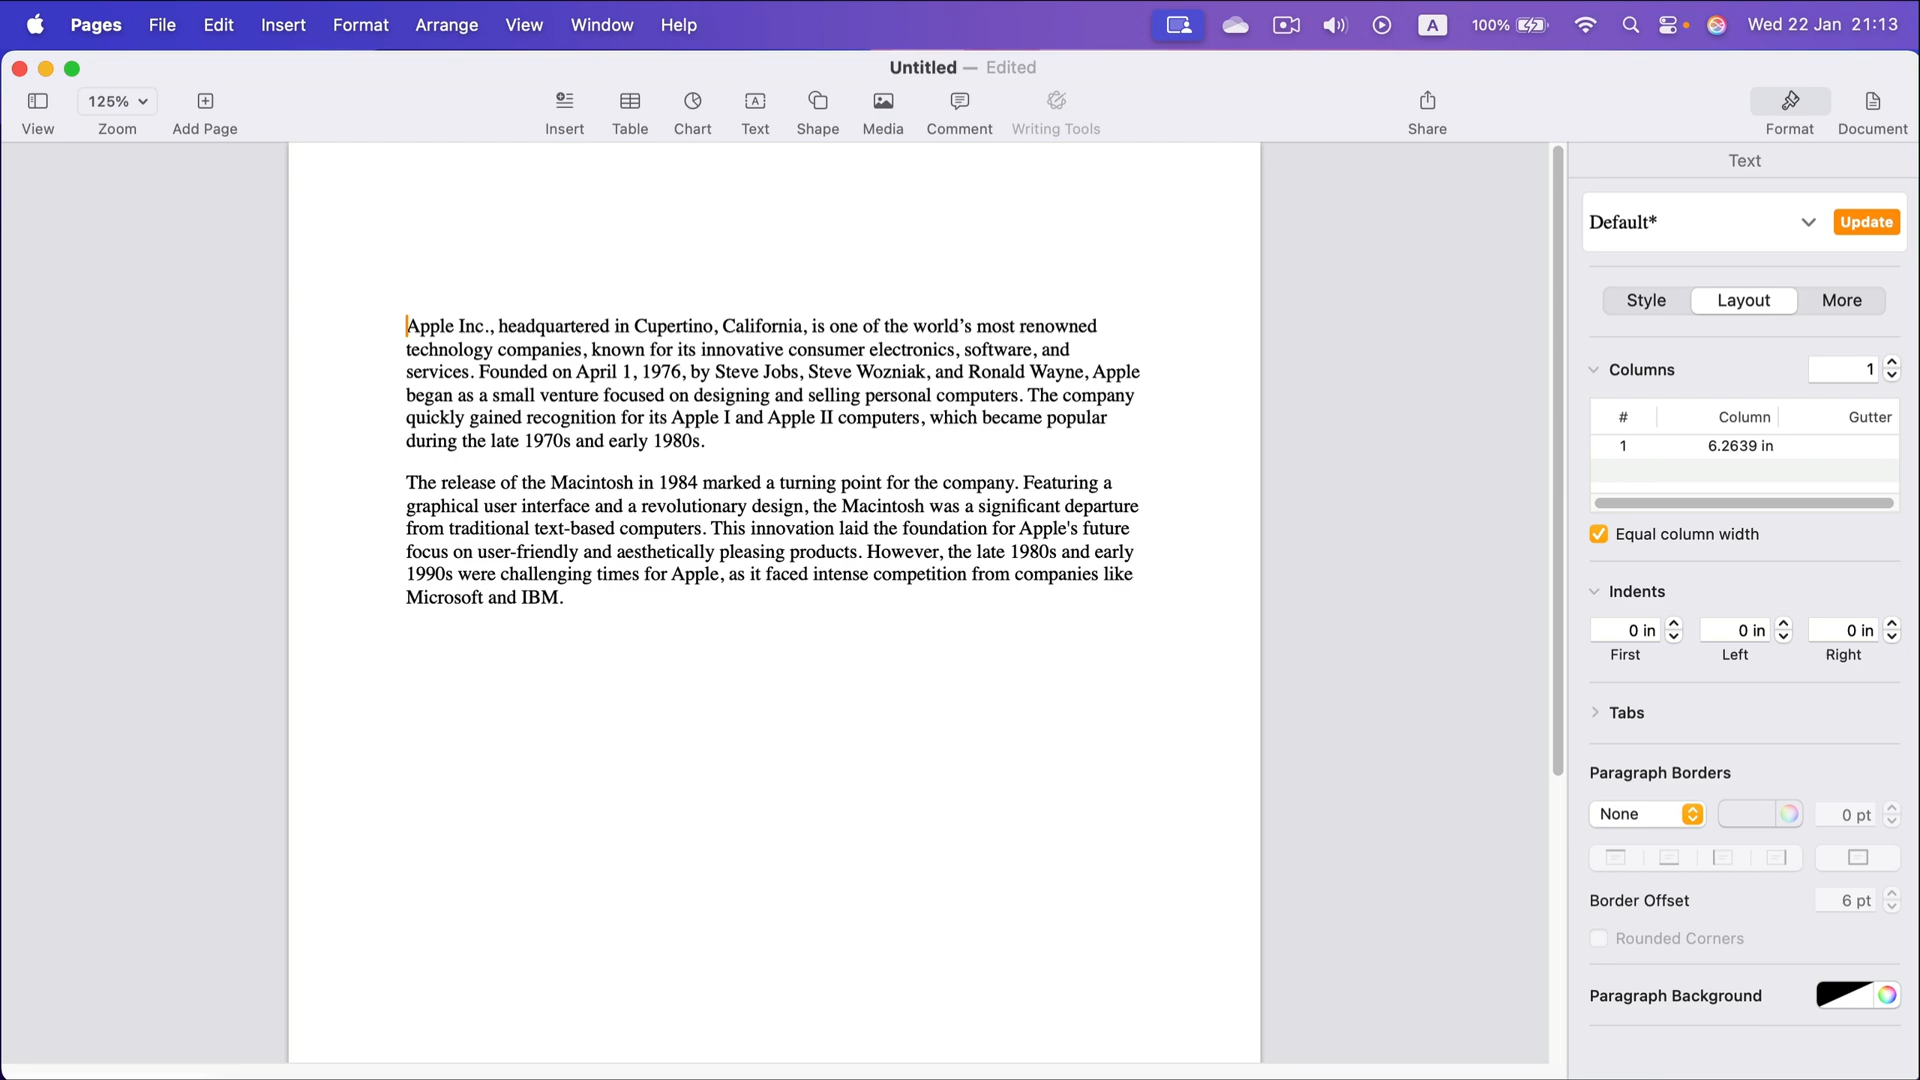 Pages File Edit Insert Format Arrange View Window Help A 100% Wed 22 Jan 21:13
Untitled — Edited
125%
View Zoom Add Page Insert Table Chart Text Shape Media Comment Writing Tools Share Format Document
Text
Default* Update
Style Layout More
Columns 1
# Column Gutter
1 6.2639 in
Equal column width
Indents
0 in 0 in 0 in
First Left Right
Tabs
Paragraph Borders
None 0 pt
Border Offset 6 pt
Rounded Corners
Paragraph Background
Apple Inc., headquartered in Cupertino, California, is one of the world’s most renowned
technology companies, known for its innovative consumer electronics, software, and
services. Founded on April 1, 1976, by Steve Jobs, Steve Wozniak, and Ronald Wayne, Apple
began as a small venture focused on designing and selling personal computers. The company
quickly gained recognition for its Apple I and Apple II computers, which became popular
during the late 1970s and early 1980s.
The release of the Macintosh in 1984 marked a turning point for the company. Featuring a
graphical user interface and a revolutionary design, the Macintosh was a significant departure
from traditional text-based computers. This innovation laid the foundation for Apple's future
focus on user-friendly and aesthetically pleasing products. However, the late 1980s and early
1990s were challenging times for Apple, as it faced intense competition from companies like
Microsoft and IBM.